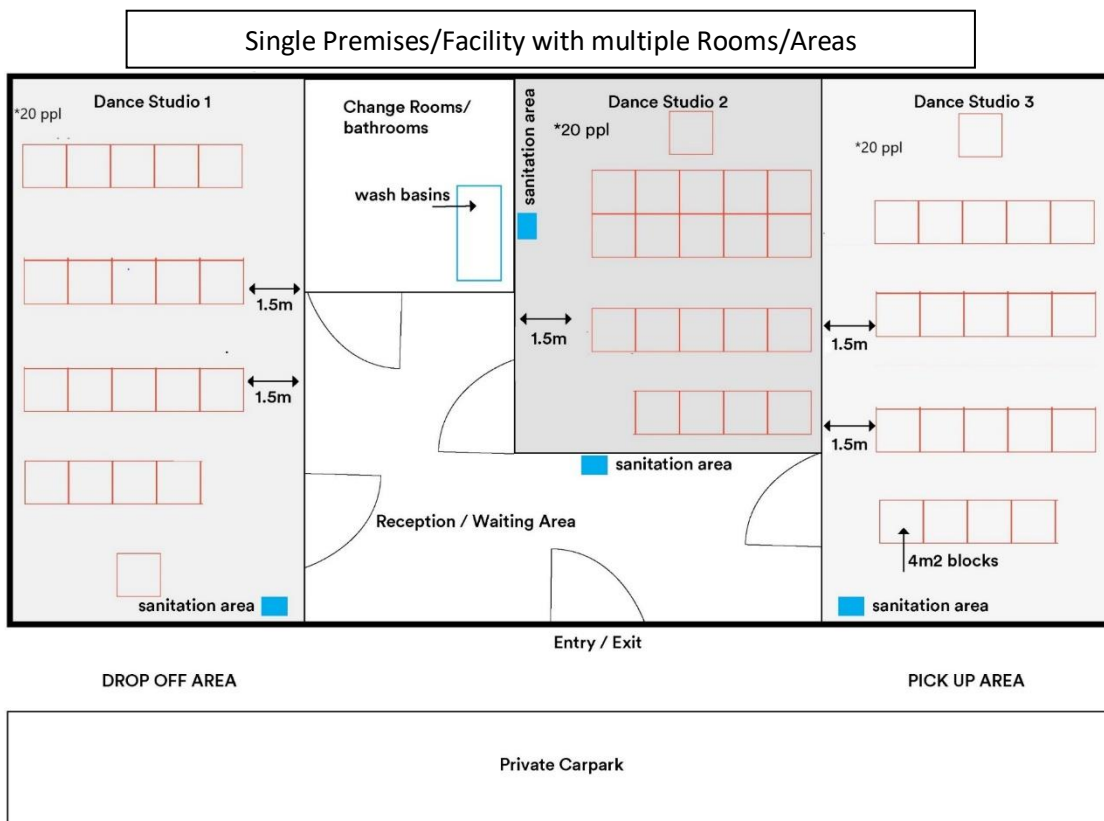 Single Premises/Facility with multiple Rooms/Areas
Dance Studio 1
*20 ppl
1.5m
1.5m
sanitation area
Change Rooms/
bathrooms
wash basins
sanitation area
Dance Studio 2
*20 ppl
1.5m
sanitation area
Dance Studio 3
*20 ppl
1.5m
1.5m
4m2 blocks
sanitation area
Reception / Waiting Area
Entry / Exit
DROP OFF AREA
PICK UP AREA
Private Carpark